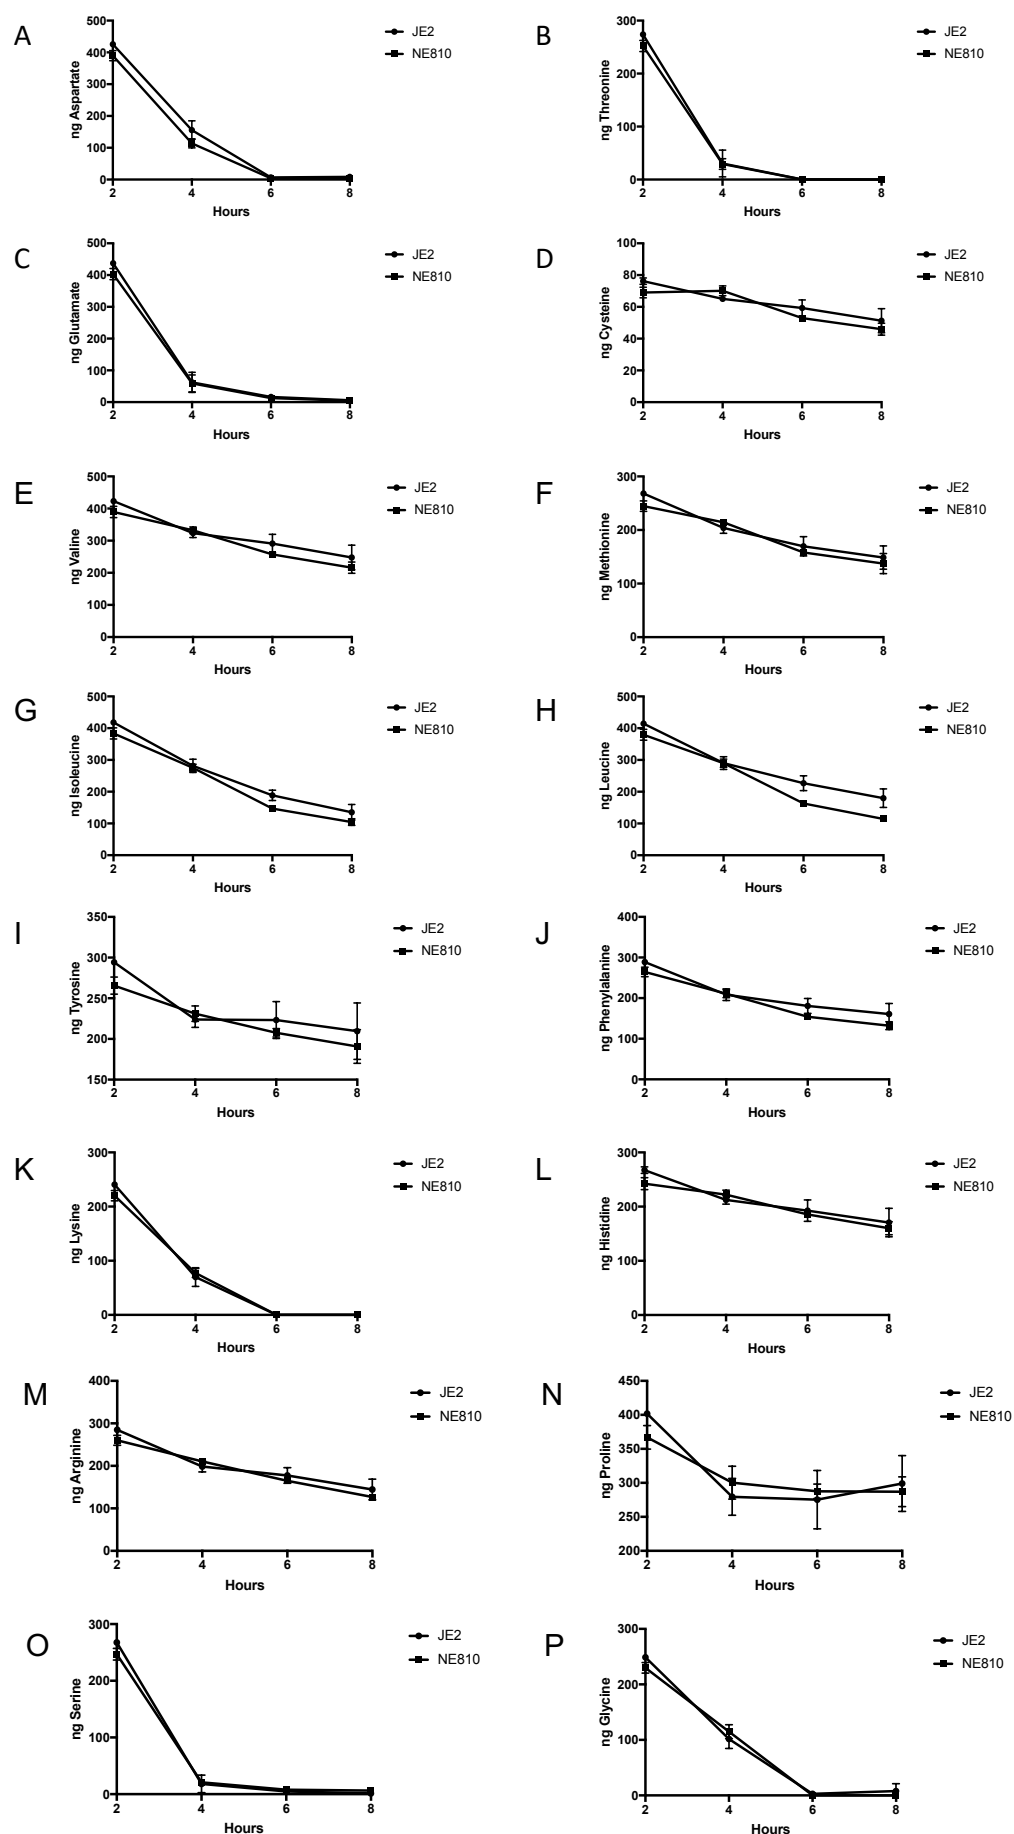 A
500
400
300
200
100
0
ng Aspartate
2 4 6 8
Hours
JE2
NE810
B
300
200
100
0
ng Threonine
2 4 6 8
Hours
JE2
NE810
C
500
400
300
200
100
0
ng Glutamate
2 4 6 8
Hours
JE2
NE810
D
100
80
60
40
20
0
ng Cysteine
2 4 6 8
Hours
JE2
NE810
E
500
400
300
200
100
0
ng Valine
2 4 6 8
Hours
JE2
NE810
F
300
200
100
0
ng Methionine
2 4 6 8
Hours
JE2
NE810
G
500
400
300
200
100
0
ng Isoleucine
2 4 6 8
Hours
JE2
NE810
H
500
400
300
200
100
0
ng Leucine
2 4 6 8
Hours
JE2
NE810
I
350
300
250
200
150
ng Tyrosine
2 4 6 8
Hours
JE2
NE810
J
400
300
200
100
0
ng Phenylalanine
2 4 6 8
Hours
JE2
NE810
K
300
200
100
0
ng Lysine
2 4 6 8
Hours
JE2
NE810
L
300
200
100
0
ng Histidine
2 4 6 8
Hours
JE2
NE810
M
400
300
200
100
0
ng Arginine
2 4 6 8
Hours
JE2
NE810
N
450
400
350
300
250
200
ng Proline
2 4 6 8
Hours
JE2
NE810
O
300
200
100
0
ng Serine
2 4 6 8
Hours
JE2
NE810
P
300
200
100
0
ng Glycine
2 4 6 8
Hours
JE2
NE810